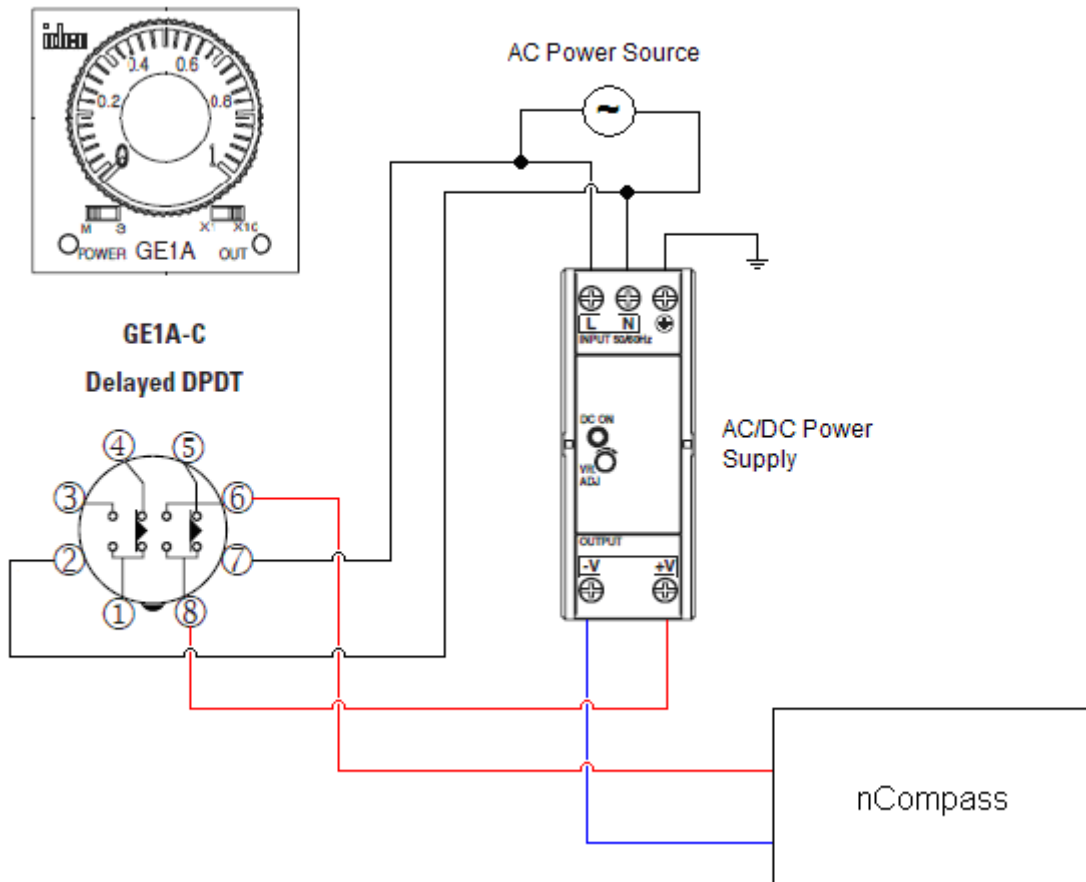 idec
AC Power Source
0.4 0.6
0.2 0.8
0 1
M S X1 X10
POWER GE1A OUT
GE1A-C
Delayed DPDT
L N
INPUT 50/60Hz
DC ON
VR.
ADJ
AC/DC Power
Supply
OUTPUT
-V +V
④ ⑤
③ ⑥
② ⑦
① ⑧
nCompass
~